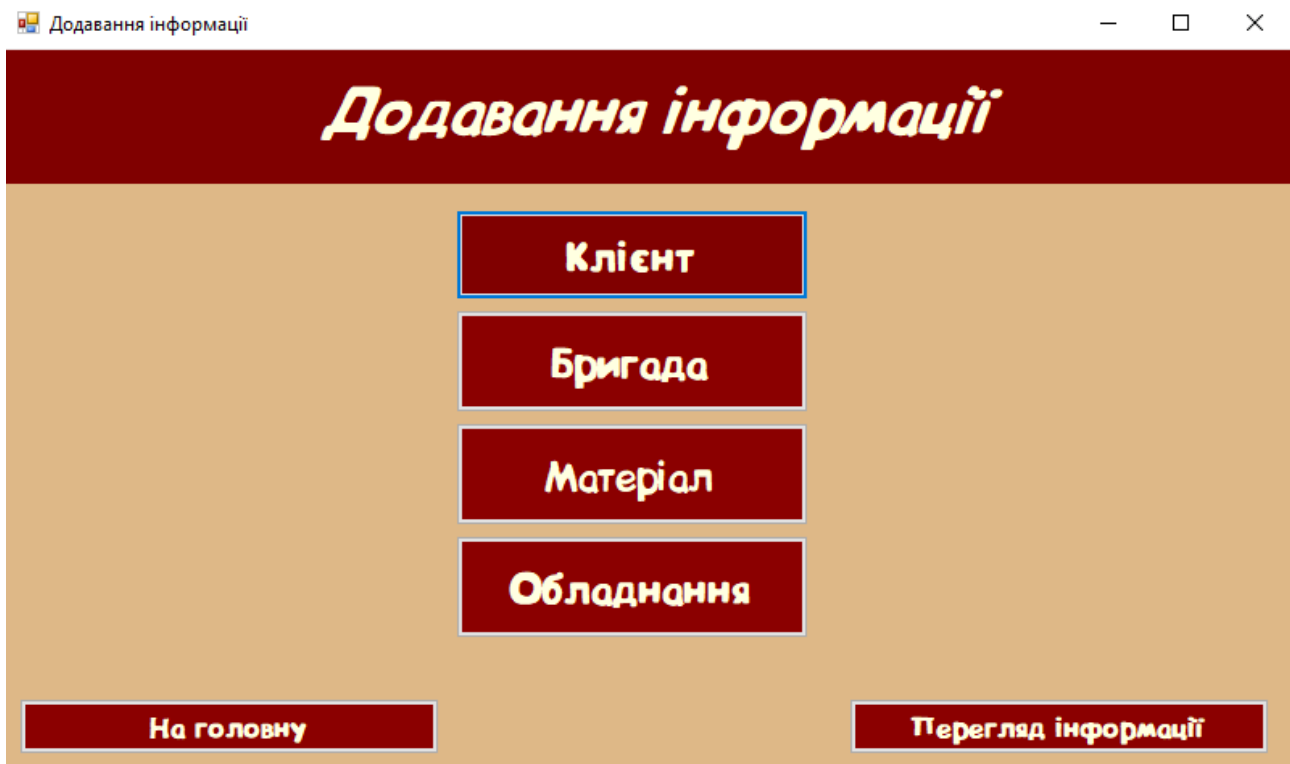 Додавання інформації
Додавання інформації
Клієнт
Бригада
Матеріал
Обладнання
На головну
Перегляд інформації